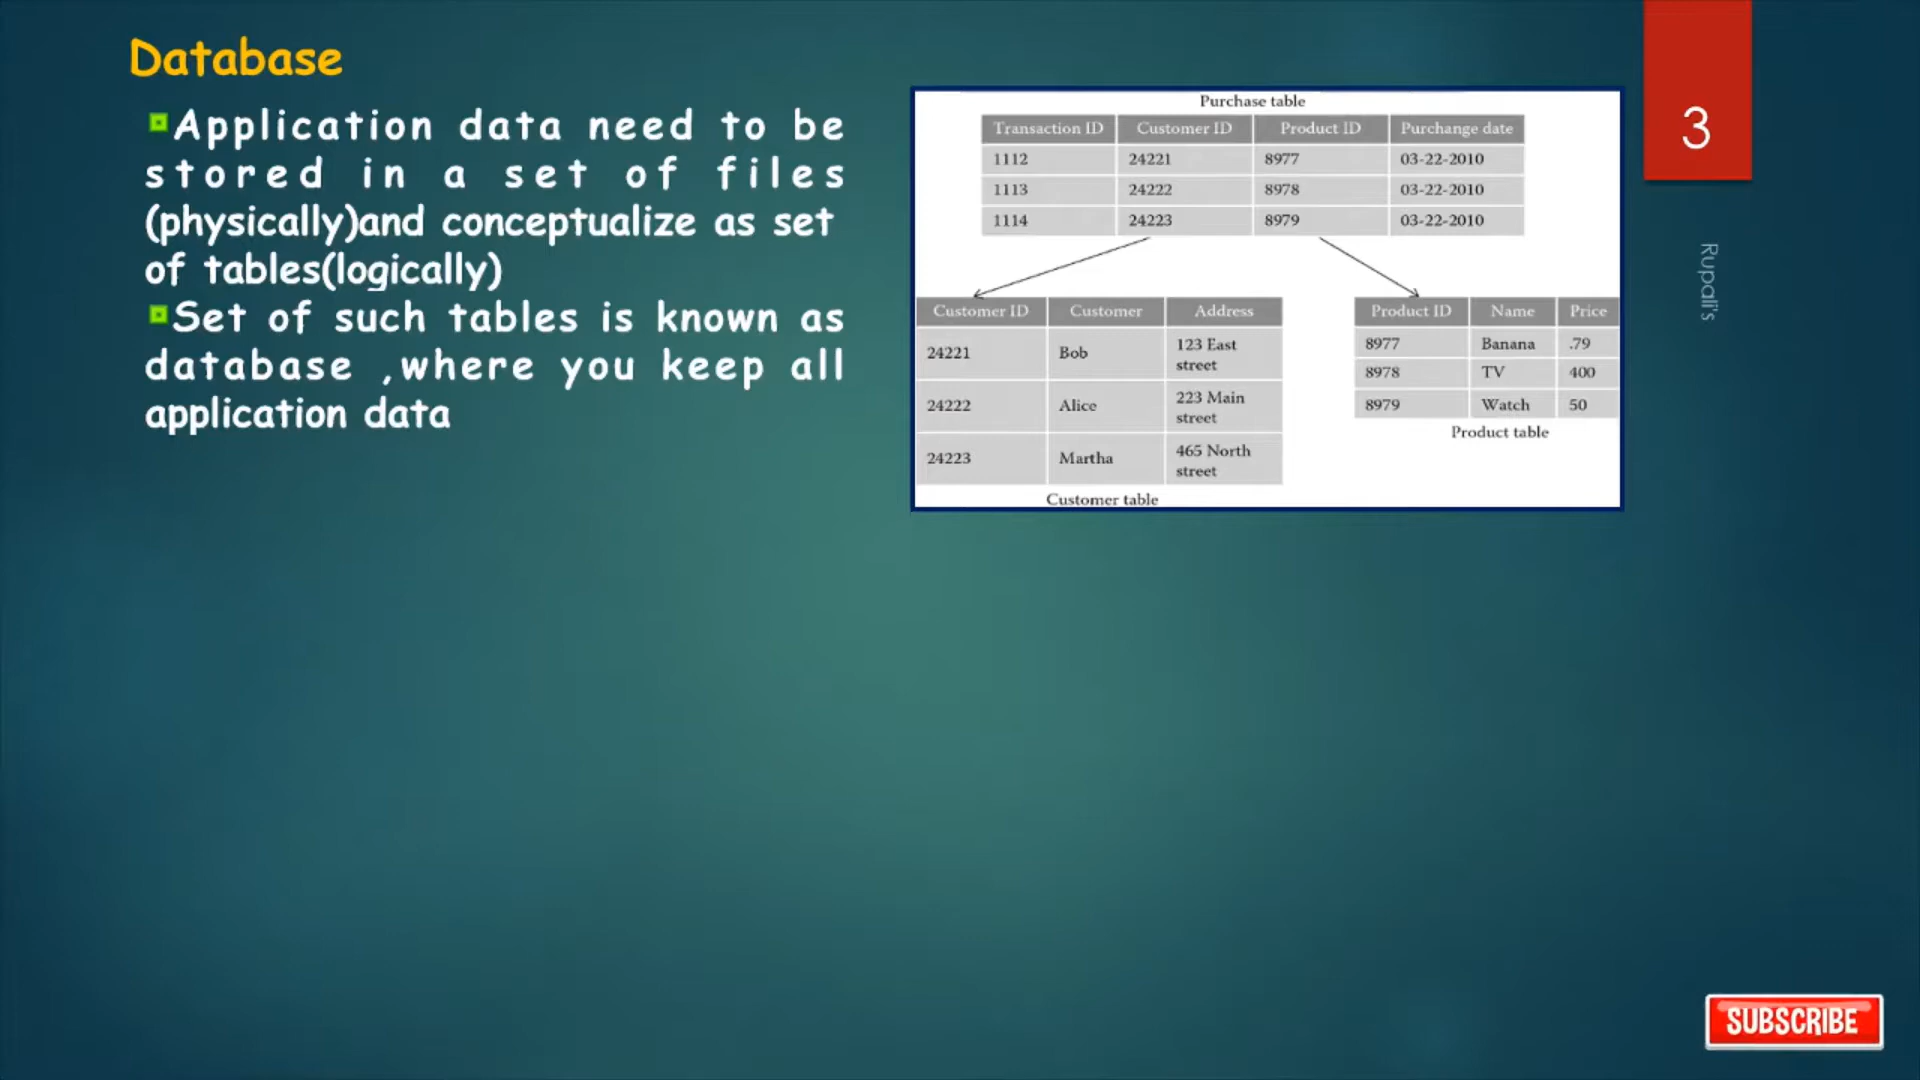 Database
Application data need to be
stored in a set of files
(physically)and conceptualize as set
of tables(logically)
Set of such tables is known as
database ,where you keep all
application data
Purchase table
Transaction ID Customer ID Product ID Purchange date
1112 24221 8977 03-22-2010
1113 24222 8978 03-22-2010
1114 24223 8979 03-22-2010
Customer ID Customer Address
24221 Bob 123 East
street
24222 Alice 223 Main
street
24223 Martha 465 North
street
Customer table
Product ID Name Price
8977 Banana .79
8978 TV 400
8979 Watch 50
Product table
3
Rupali's
SUBSCRIBE